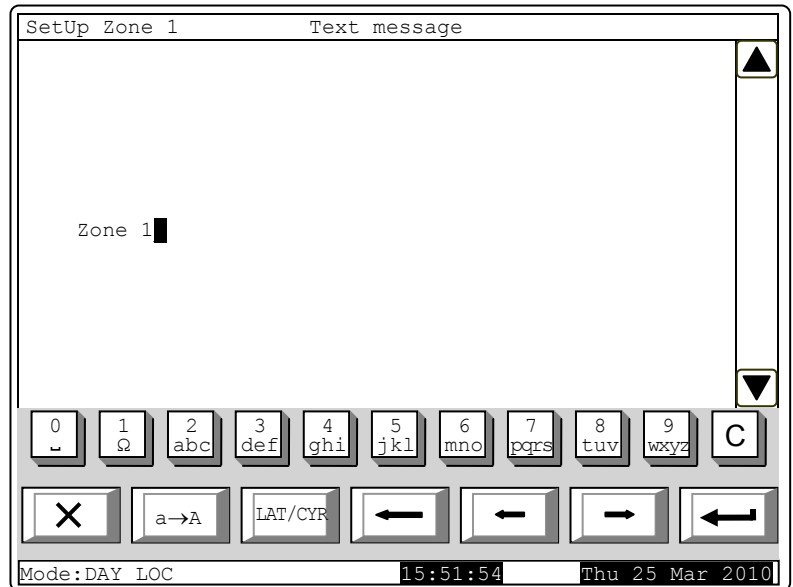 SetUp Zone 1 Text message
Zone 1
0 1 2 3 4 5 6 7 8 9 C
␣ Ω abc def ghi jkl mno pqrs tuv wxyz
a→A LAT/CYR
Mode:DAY LOC 15:51:54 Thu 25 Mar 2010